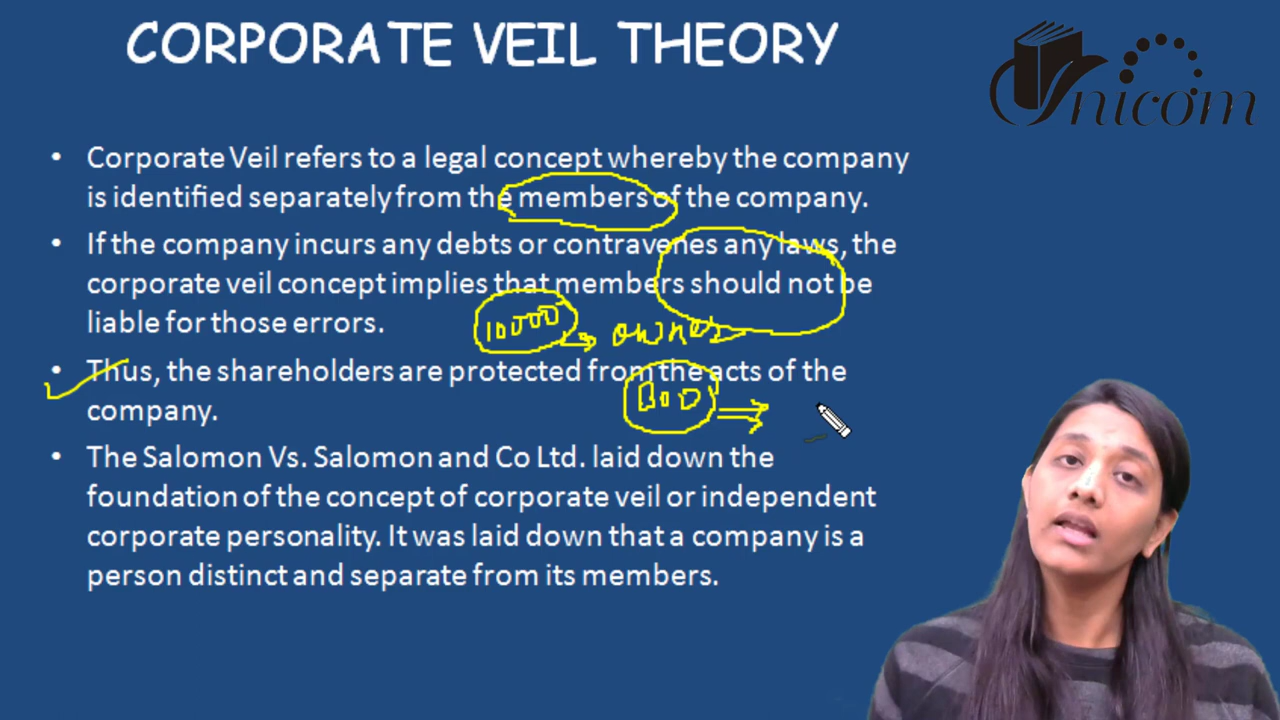 CORPORATE VEIL THEORY
Unicom
• Corporate Veil refers to a legal concept whereby the company
is identified separately from the members of the company.
• If the company incurs any debts or contravenes any laws, the
corporate veil concept implies that members should not be
liable for those errors.
10000 → owner
• Thus, the shareholders are protected from the acts of the
company.
• The Salomon Vs. Salomon and Co Ltd. laid down the
foundation of the concept of corporate veil or independent
corporate personality. It was laid down that a company is a
person distinct and separate from its members.